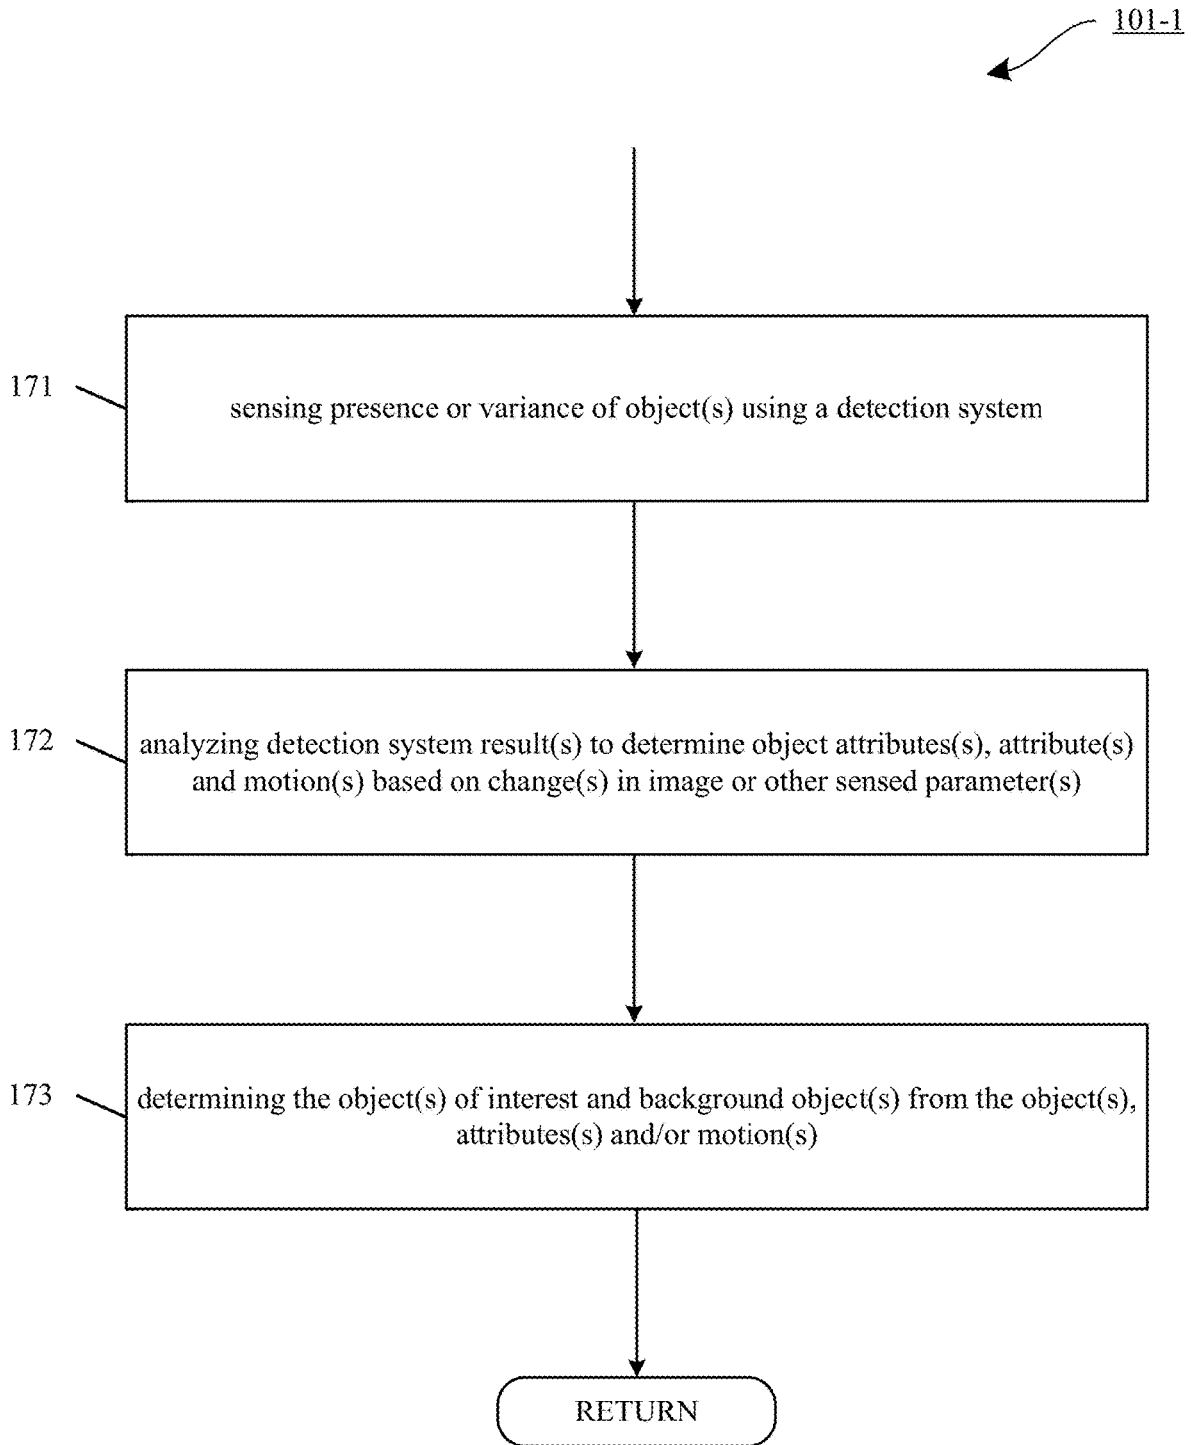 101-1
171
sensing presence or variance of object(s) using a detection system
172
analyzing detection system result(s) to determine object attributes(s), attribute(s)
and motion(s) based on change(s) in image or other sensed parameter(s)
173
determining the object(s) of interest and background object(s) from the object(s),
attributes(s) and/or motion(s)
RETURN